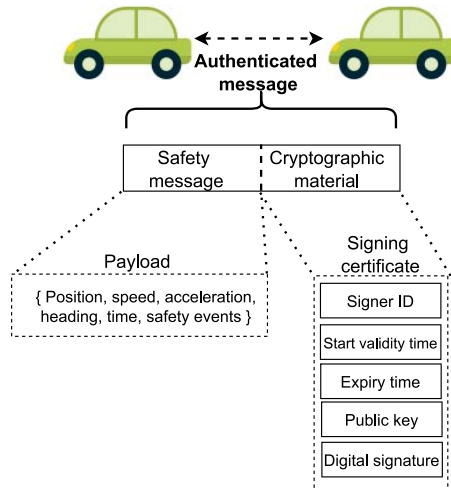 Authenticated
message
Safety
message
Cryptographic
material
Payload
{ Position, speed, acceleration,
heading, time, safety events }
Signing
certificate
Signer ID
Start validity time
Expiry time
Public key
Digital signature